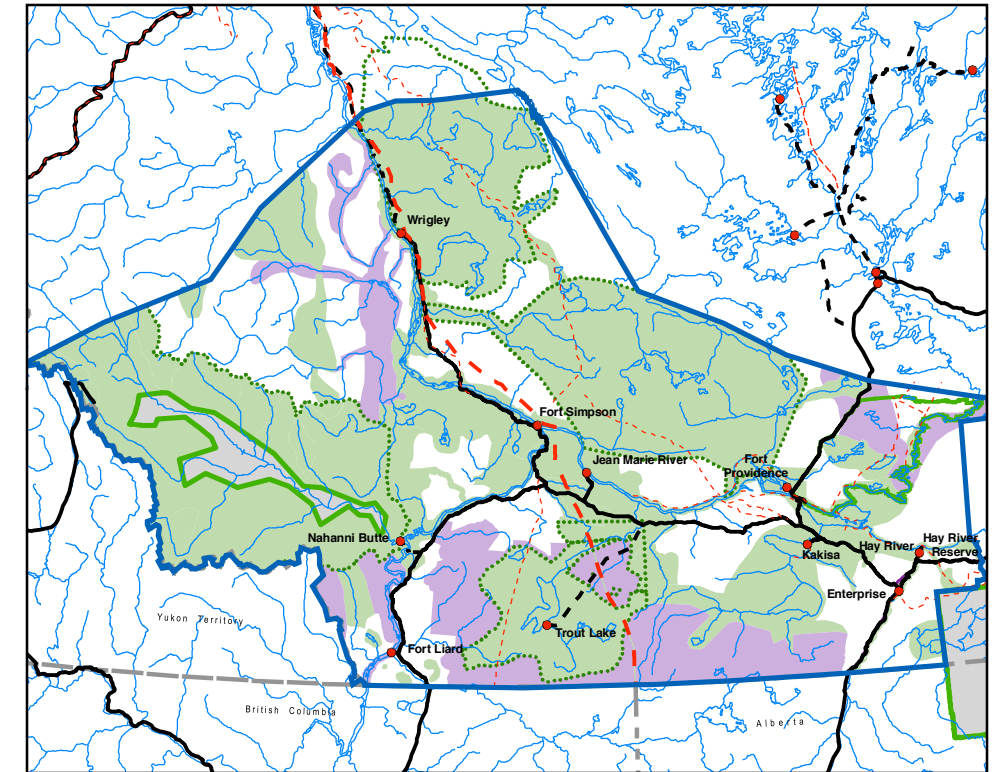 Wrigley
Fort Simpson
Jean Marie River
Fort
Providence
Nahanni Butte
Kakisa
Hay River
Hay River
Reserve
Enterprise
Trout Lake
Fort Liard
Yukon Territory
British Columbia
Alberta